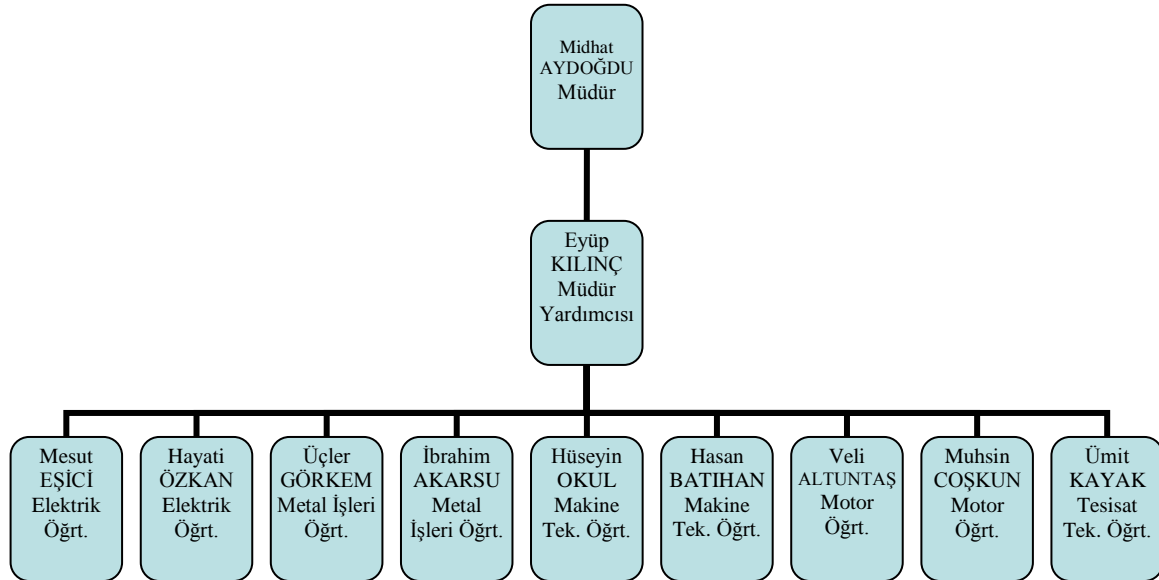 Midhat
AYDOĞDU
Müdür
Eyüp
KILINÇ
Müdür
Yardımcısı
Mesut
EŞİCİ
Elektrik
Öğrt.
Hayati
ÖZKAN
Elektrik
Öğrt.
Üçler
GÖRKEM
Metal İşleri
Öğrt.
İbrahim
AKARSU
Metal
İşleri Öğrt.
Hüseyin
OKUL
Makine
Tek. Öğrt.
Hasan
BATIHAN
Makine
Tek. Öğrt.
Veli
ALTUNTAŞ
Motor
Öğrt.
Muhsin
COŞKUN
Motor
Öğrt.
Ümit
KAYAK
Tesisat
Tek. Öğrt.